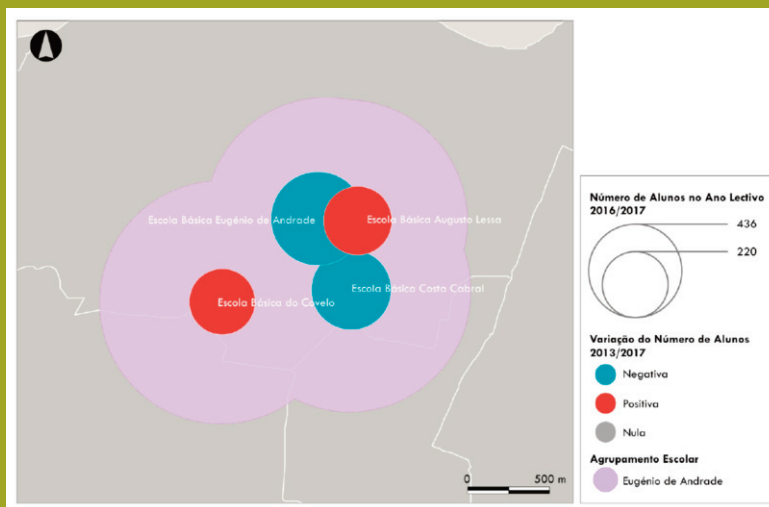 Escola Básica Eugénio de Andrade
Escola Básica Augusto Lessa
Escola Básica do Covelo
Escola Básica Costa Cabral
0
500 m
Número de Alunos no Ano Lectivo
2016/2017
436
220
Variação do Número de Alunos
2013/2017
Negativa
Positiva
Nula
Agrupamento Escolar
Eugénio de Andrade